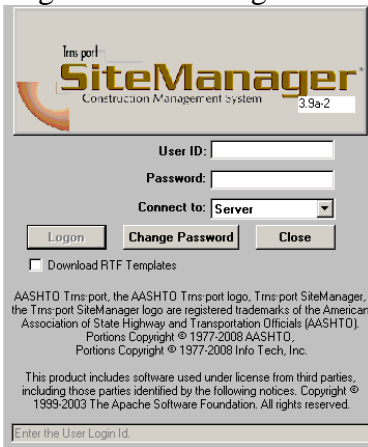 Trns·port
SiteManager
Construction Management System
3.9a-2
User ID:
Password:
Connect to: Server
Logon Change Password Close
Download RTF Templates
AASHTO Trns·port, the AASHTO Trns·port logo, Trns·port SiteManager,
the Trns·port SiteManager logo are registered trademarks of the American
Association of State Highway and Transportation Officials (AASHTO).
Portions Copyright © 1977-2008 AASHTO,
Portions Copyright © 1977-2008 Info Tech, Inc.
This product includes software used under license from third parties,
including those parties identified by the following notices. Copyright ©
1999-2003 The Apache Software Foundation. All rights reserved.
Enter the User Login Id.